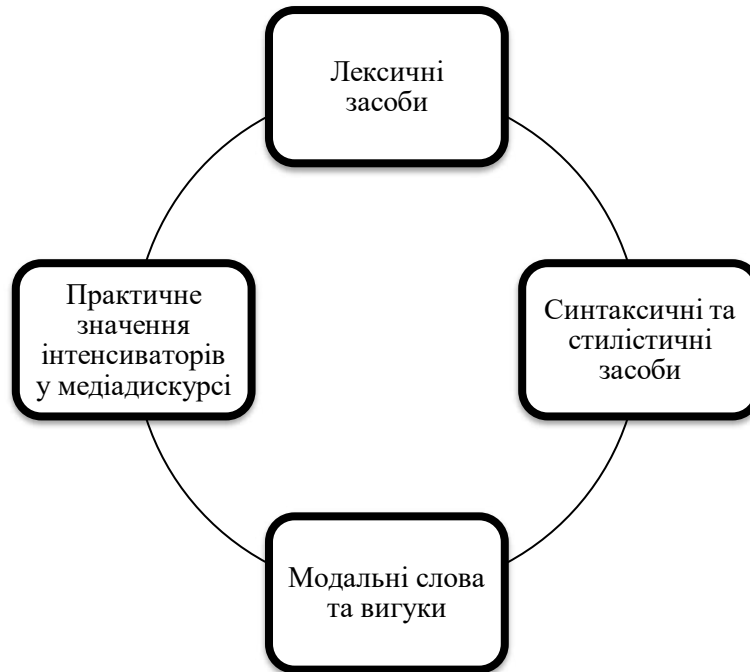 Лексичні
засоби
Синтаксичні та
стилістичні
засоби
Модальні слова
та вигуки
Практичне
значення
інтенсиваторів
у медіадискурсі